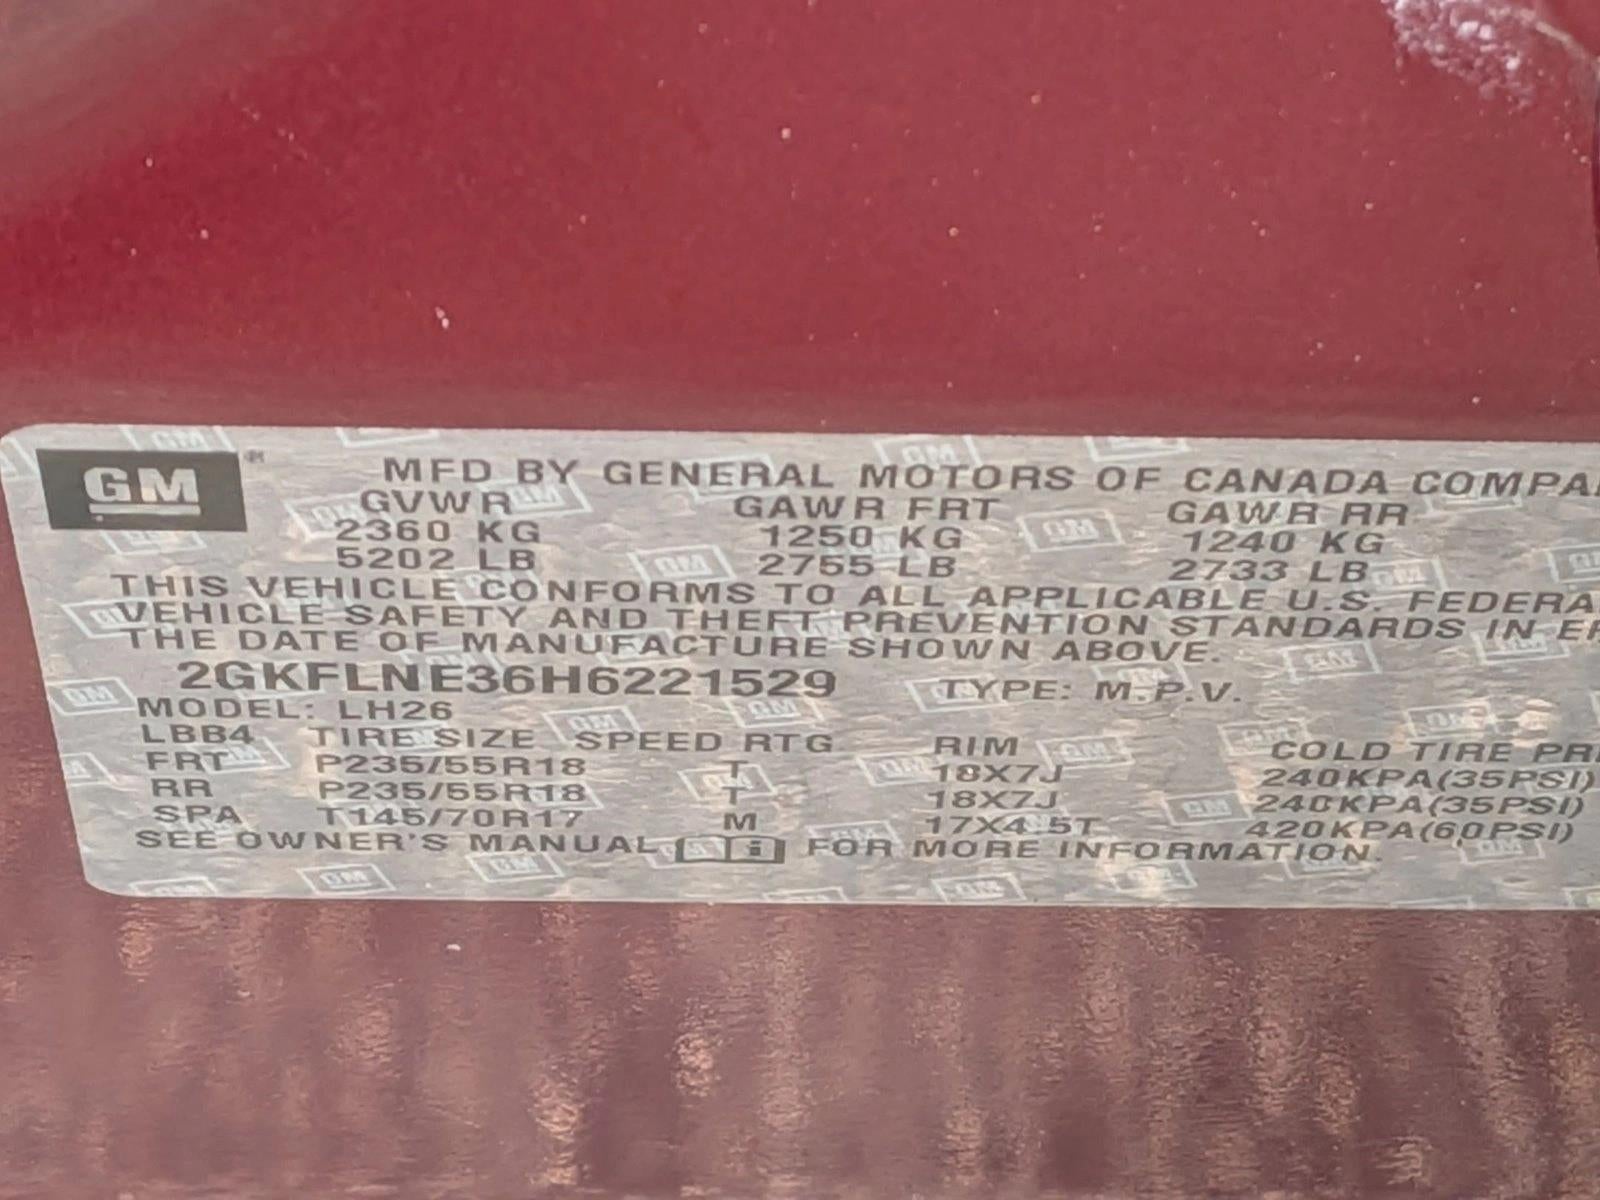 GM
MFD BY GENERAL MOTORS OF CANADA COMPA
GVWR GAWR FRT GAWR RR
2360 KG 1250 KG 1240 KG
5202 LB 2755 LB 2733 LB
THIS VEHICLE CONFORMS TO ALL APPLICABLE U.S. FEDERA
VEHICLE SAFETY AND THEFT PREVENTION STANDARDS IN EF
THE DATE OF MANUFACTURE SHOWN ABOVE.
2GKFLNE36H6221529 TYPE: M.P.V.
MODEL: LH26
LBB4 TIRE SIZE SPEED RTG RIM COLD TIRE PR
FRT P235/55R18 T 18X7J 240KPA(35PSI)
RR P235/55R18 T 18X7J 240KPA(35PSI)
SPA T145/70R17 M 17X4.5T 420KPA(60PSI)
SEE OWNER'S MANUAL i FOR MORE INFORMATION.